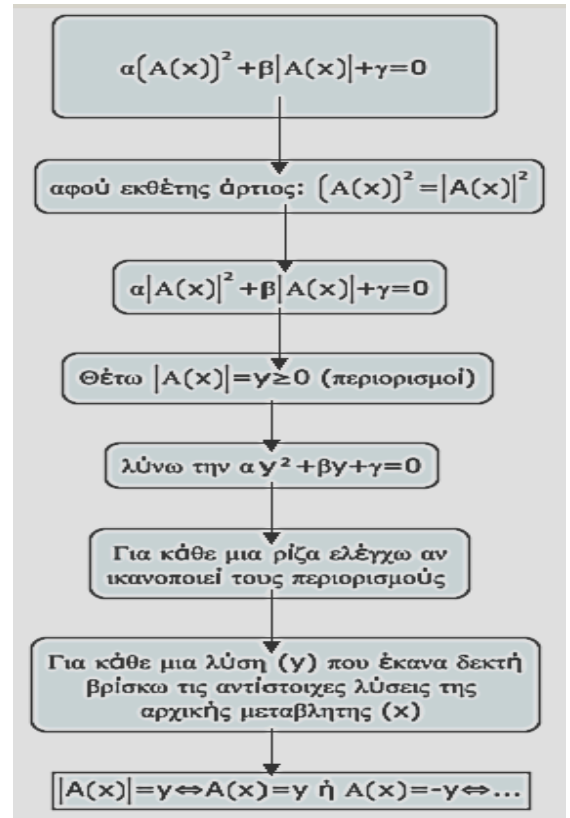 α(A(x))²+β|A(x)|+γ=0
αφού εκθέτης άρτιος: (A(x))²=|A(x)|²
α|A(x)|²+β|A(x)|+γ=0
Θέτω |A(x)|=y≥0 (περιορισμοί)
λύνω την αy²+βy+γ=0
Για κάθε μια ρίζα ελέγχω αν
ικανοποιεί τους περιορισμούς
Για κάθε μια λύση (y) που έκανα δεκτή
βρίσκω τις αντίστοιχες λύσεις της
αρχικής μεταβλητης (x)
|A(x)|=y⇔A(x)=y ή A(x)=-y⇔...